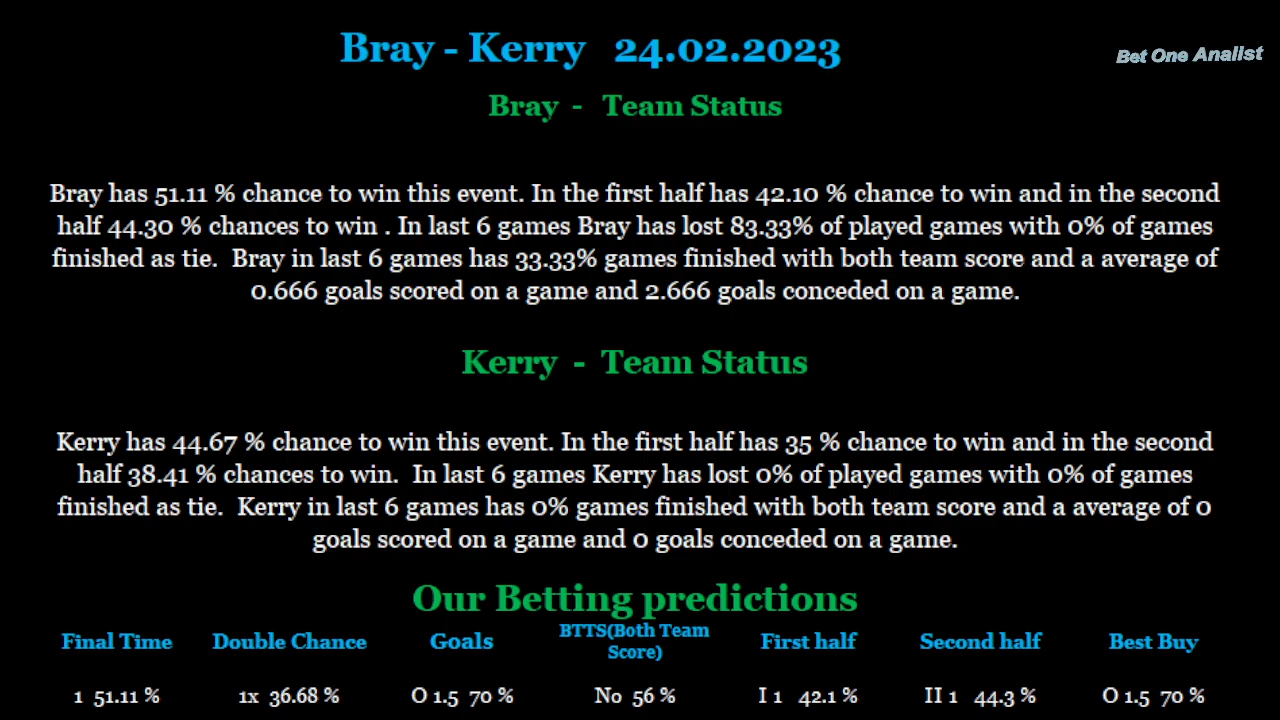 Bray - Kerry 24.02.2023
Bet One Analist
Bray - Team Status
Bray has 51.11 % chance to win this event. In the first half has 42.10 % chance to win and in the second
half 44.30 % chances to win . In last 6 games Bray has lost 83.33% of played games with 0% of games
finished as tie. Bray in last 6 games has 33.33% games finished with both team score and a average of
0.666 goals scored on a game and 2.666 goals conceded on a game.
Kerry - Team Status
Kerry has 44.67 % chance to win this event. In the first half has 35 % chance to win and in the second
half 38.41 % chances to win. In last 6 games Kerry has lost 0% of played games with 0% of games
finished as tie. Kerry in last 6 games has 0% games finished with both team score and a average of 0
goals scored on a game and 0 goals conceded on a game.
Our Betting predictions
Final Time Double Chance Goals BTTS(Both Team
Score) First half Second half Best Buy
1 51.11 % 1x 36.68 % O 1.5 70 % No 56 % I 1 42.1 % II 1 44.3 % O 1.5 70 %